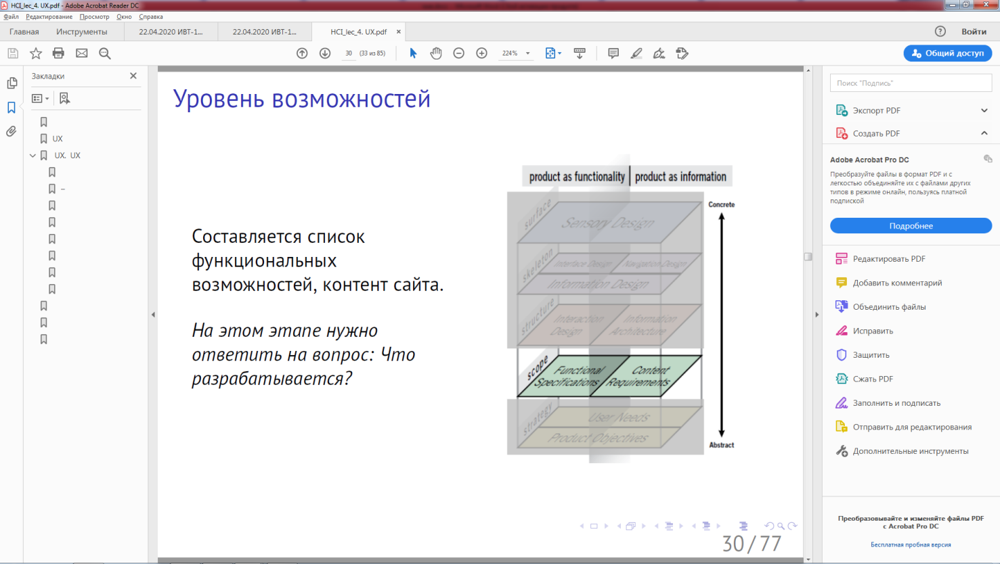 HCI_lec_4. UX.pdf - Adobe Acrobat Reader DC
Файл Редактирование Просмотр Окно Справка
Главная Инструменты 22.04.2020 ИВТ-1... 22.04.2020 ИВТ-1... HCI_lec_4. UX.pdf × Войти
30 (33 из 85) 224% Общий доступ
Закладки
UX
UX. UX
–
Уровень возможностей
Составляется список
функциональных
возможностей, контент сайта.
На этом этапе нужно
ответить на вопрос: Что
разрабатывается?
product as functionality product as information
Concrete
surface
Sensory Design
skeleton
Interface Design Navigation Design
Information Design
structure
Interaction Design
Information Architecture
scope
Functional Specifications
Content Requirements
strategy
User Needs
Product Objectives
Abstract
30 / 77
Поиск "Подпись"
Экспорт PDF
Создать PDF
Adobe Acrobat Pro DC
Преобразуйте файлы в формат PDF и с
легкостью объединяйте их с файлами других
типов в режиме онлайн, пользуясь платной
подпиской
Подробнее
Редактировать PDF
Добавить комментарий
Объединить файлы
Исправить
Защитить
Сжать PDF
Заполнить и подписать
Отправить для редактирования
Дополнительные инструменты
Преобразовывайте и изменяйте файлы PDF
с Acrobat Pro DC
Бесплатная пробная версия